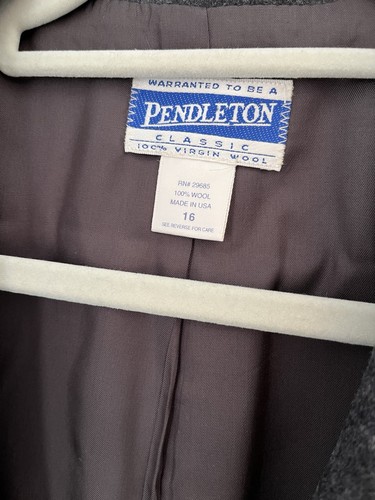 WARRANTED TO BE A
PENDLETON
CLASSIC
100% VIRGIN WOOL
RN# 29685
100% WOOL
MADE IN USA
16
SEE REVERSE FOR CARE